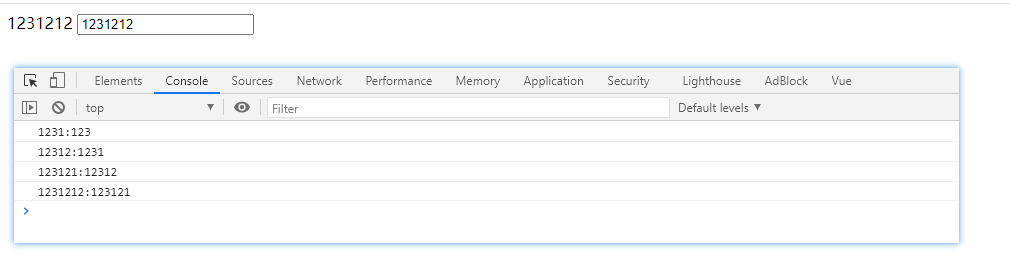 1231212 1231212
Elements Console Sources Network Performance Memory Application Security Lighthouse AdBlock Vue
top Filter Default levels
1231:123
12312:1231
123121:12312
1231212:123121